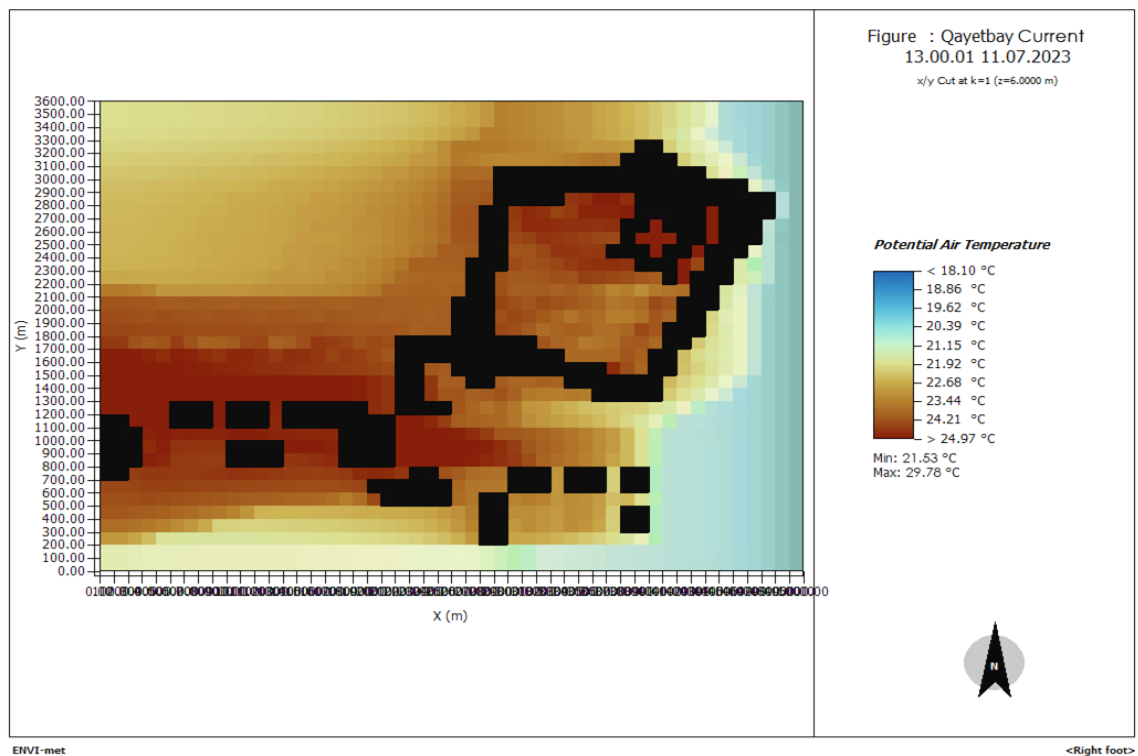 Figure : Qayetbay Current
13.00.01 11.07.2023
x/y Cut at k=1 (z=6.0000 m)
3600.00
3500.00
3400.00
3300.00
3200.00
3100.00
3000.00
2900.00
2800.00
2700.00
2600.00
2500.00
2400.00
2300.00
2200.00
2100.00
2000.00
1900.00
1800.00
1700.00
1600.00
1500.00
1400.00
1300.00
1200.00
1100.00
1000.00
900.00
800.00
700.00
600.00
500.00
400.00
300.00
200.00
100.00
0.00
Y (m)
X (m)
Potential Air Temperature
< 18.10 °C
18.86 °C
19.62 °C
20.39 °C
21.15 °C
21.92 °C
22.68 °C
23.44 °C
24.21 °C
> 24.97 °C
Min: 21.53 °C
Max: 29.78 °C
N
ENVI-met
<Right foot>